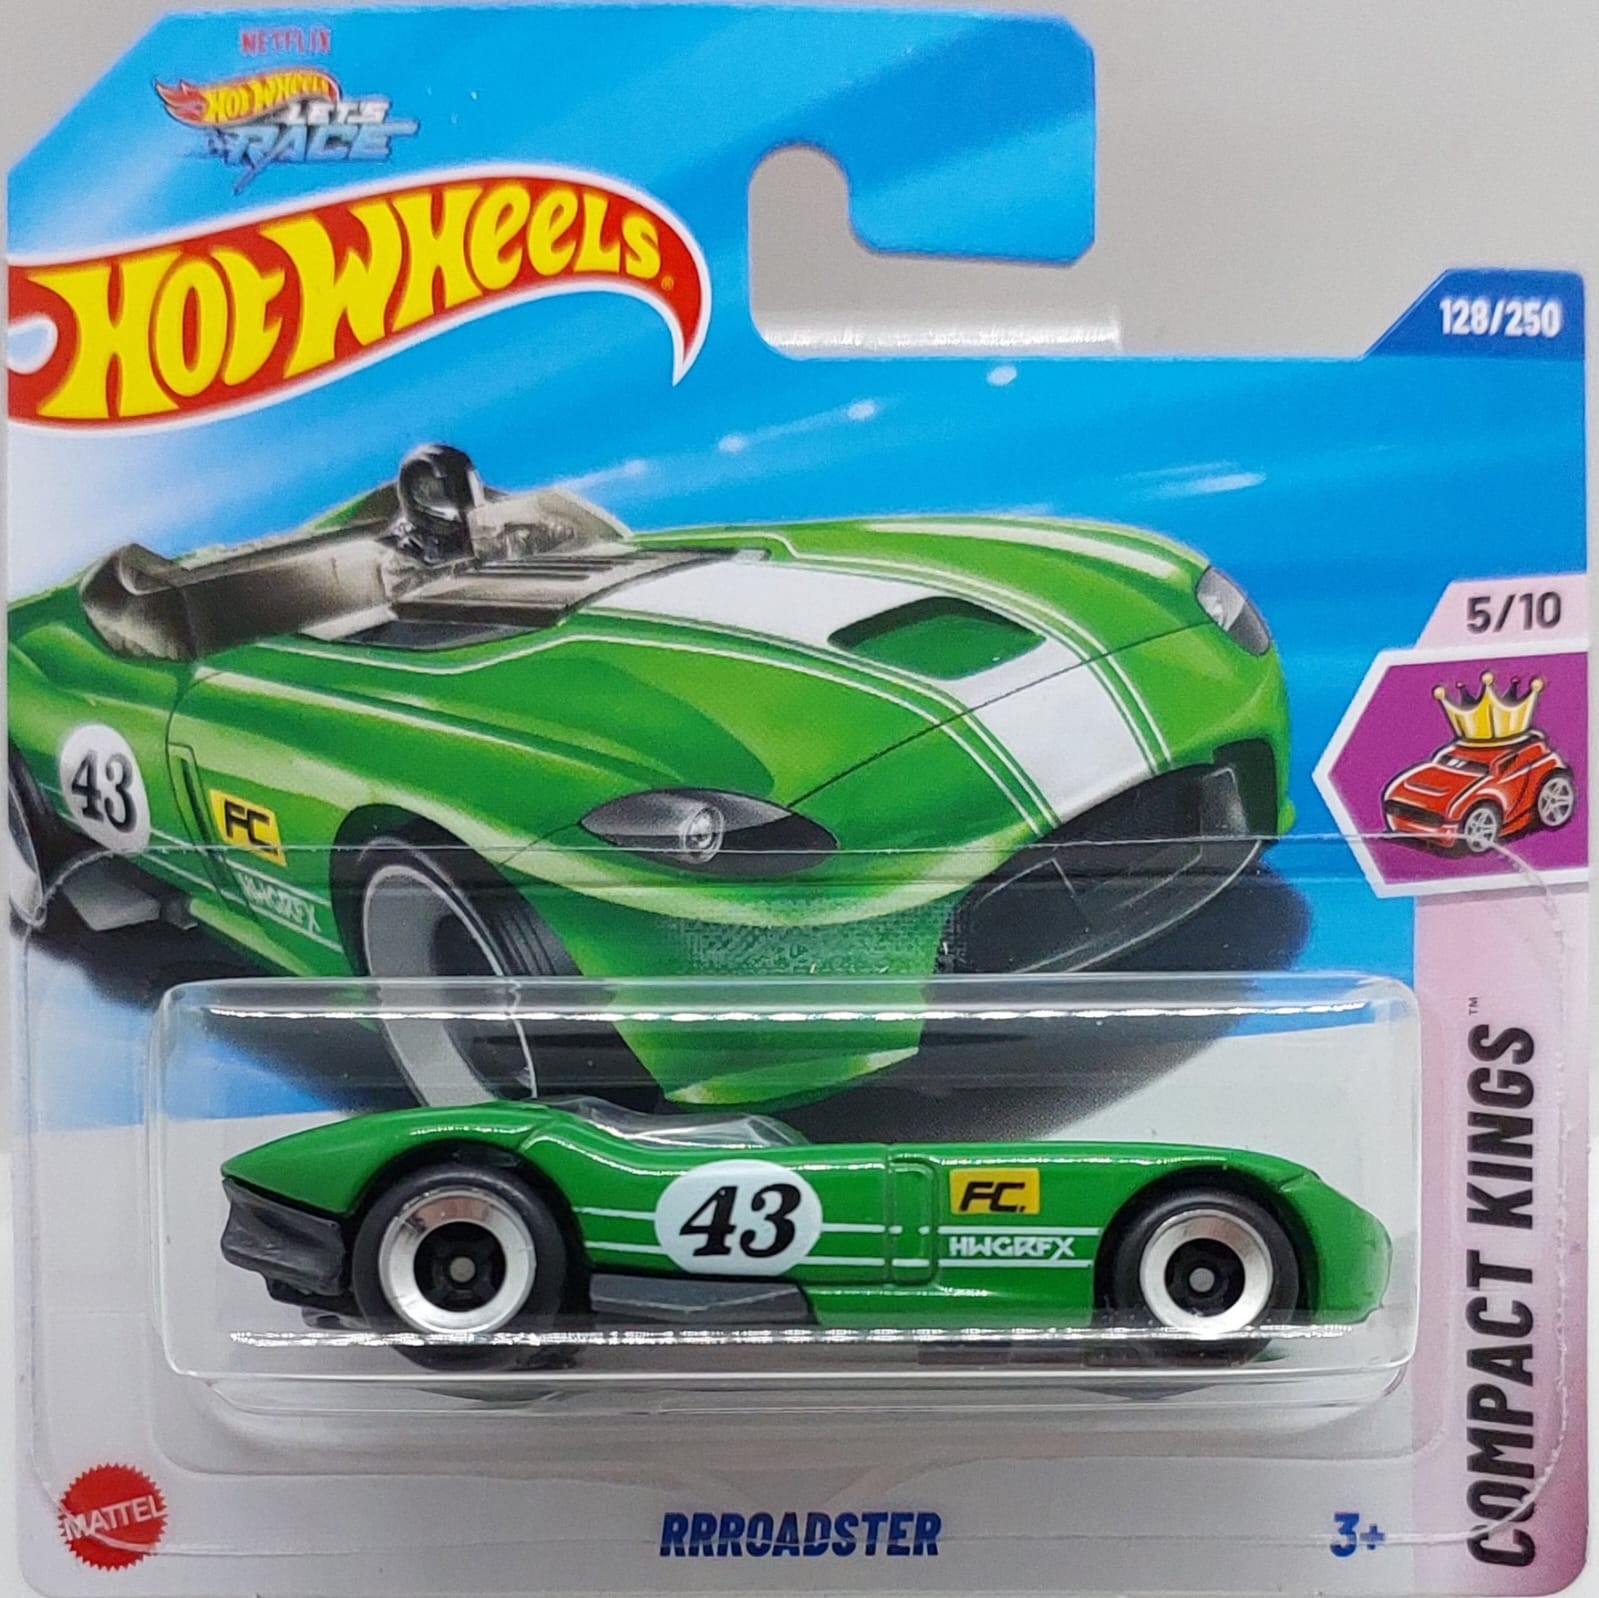 NETFLIX
HOT WHEELS
LET'S
RACE
HOT WHEELS®
128/250
5/10
43
FC
HWGRFX
43
FC.
HWGRFX
COMPACT KINGS™
MATTEL
RRROADSTER
3+